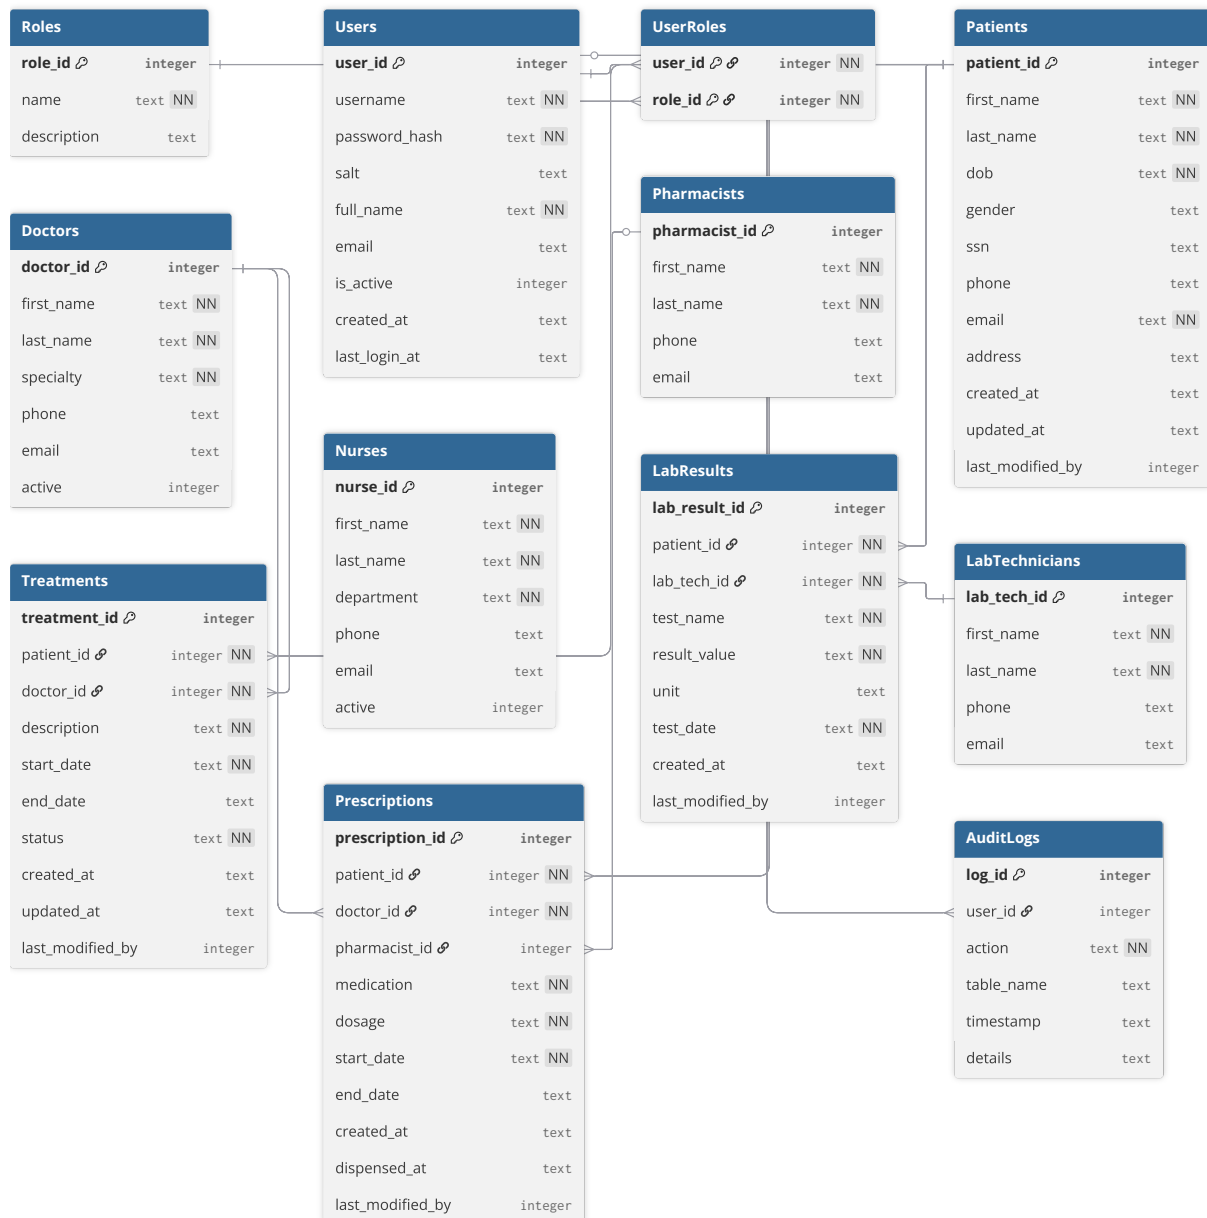 Roles
role_id integer
name text NN
description text
Users
user_id integer
username text NN
password_hash text NN
salt text
full_name text NN
email text
is_active integer
created_at text
last_login_at text
UserRoles
user_id integer NN
role_id integer NN
Patients
patient_id integer
first_name text NN
last_name text NN
dob text NN
gender text
ssn text
phone text
email text NN
address text
created_at text
updated_at text
last_modified_by integer
Doctors
doctor_id integer
first_name text NN
last_name text NN
specialty text NN
phone text
email text
active integer
Pharmacists
pharmacist_id integer
first_name text NN
last_name text NN
phone text
email text
Nurses
nurse_id integer
first_name text NN
last_name text NN
department text NN
phone text
email text
active integer
LabResults
lab_result_id integer
patient_id integer NN
lab_tech_id integer NN
test_name text NN
result_value text NN
unit text
test_date text NN
created_at text
last_modified_by integer
LabTechnicians
lab_tech_id integer
first_name text NN
last_name text NN
phone text
email text
Treatments
treatment_id integer
patient_id integer NN
doctor_id integer NN
description text NN
start_date text NN
end_date text
status text NN
created_at text
updated_at text
last_modified_by integer
Prescriptions
prescription_id integer
patient_id integer NN
doctor_id integer NN
pharmacist_id integer
medication text NN
dosage text NN
start_date text NN
end_date text
created_at text
dispensed_at text
last_modified_by integer
AuditLogs
log_id integer
user_id integer
action text NN
table_name text
timestamp text
details text